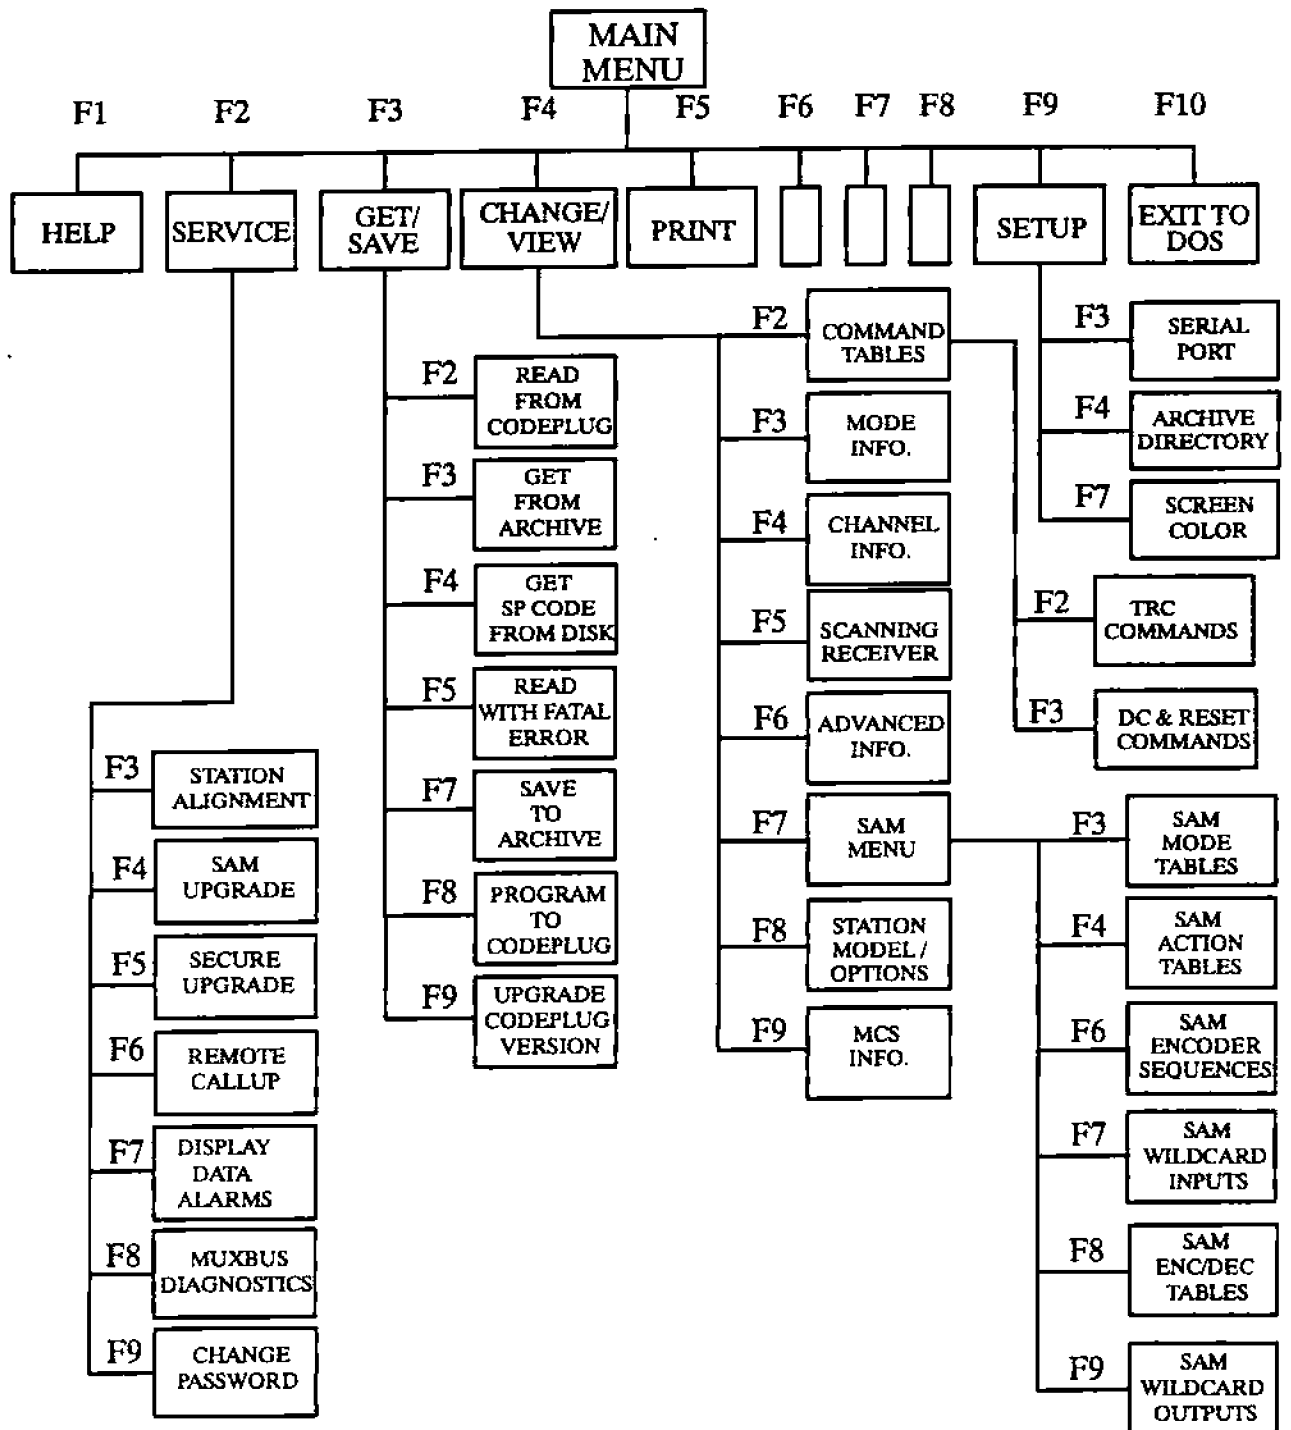 MAIN
MENU
F1 F2 F3 F4 F5 F6 F7 F8 F9 F10
HELP
SERVICE
GET/
SAVE
CHANGE/
VIEW
PRINT
SETUP
EXIT TO
DOS
F3
STATION
ALIGNMENT
F4
SAM
UPGRADE
F5
SECURE
UPGRADE
F6
REMOTE
CALLUP
F7
DISPLAY
DATA
ALARMS
F8
MUXBUS
DIAGNOSTICS
F9
CHANGE
PASSWORD
F2
READ
FROM
CODEPLUG
F3
GET
FROM
ARCHIVE
F4
GET
SP CODE
FROM DISK
F5
READ
WITH FATAL
ERROR
F7
SAVE
TO
ARCHIVE
F8
PROGRAM
TO
CODEPLUG
F9
UPGRADE
CODEPLUG
VERSION
F2
COMMAND
TABLES
F3
MODE
INFO.
F4
CHANNEL
INFO.
F5
SCANNING
RECEIVER
F6
ADVANCED
INFO.
F7
SAM
MENU
F8
STATION
MODEL /
OPTIONS
F9
MCS
INFO.
F3
SERIAL
PORT
F4
ARCHIVE
DIRECTORY
F7
SCREEN
COLOR
F2
TRC
COMMANDS
F3
DC & RESET
COMMANDS
F3
SAM
MODE
TABLES
F4
SAM
ACTION
TABLES
F6
SAM
ENCODER
SEQUENCES
F7
SAM
WILDCARD
INPUTS
F8
SAM
ENC/DEC
TABLES
F9
SAM
WILDCARD
OUTPUTS